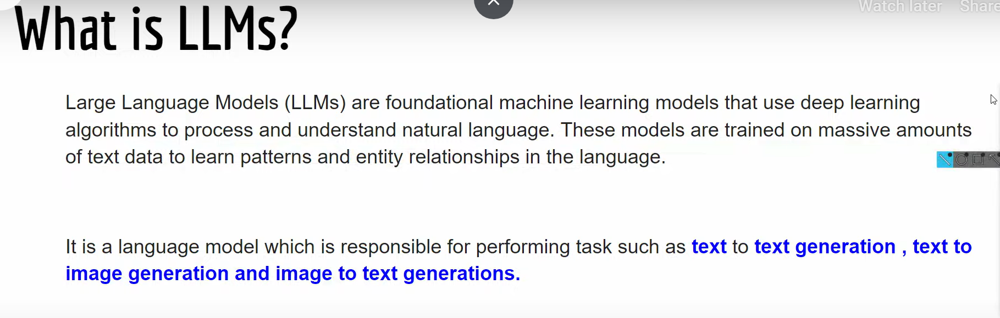 Watch later Share
What is LLMs?
Large Language Models (LLMs) are foundational machine learning models that use deep learning
algorithms to process and understand natural language. These models are trained on massive amounts
of text data to learn patterns and entity relationships in the language.
It is a language model which is responsible for performing task such as text to text generation , text to
image generation and image to text generations.